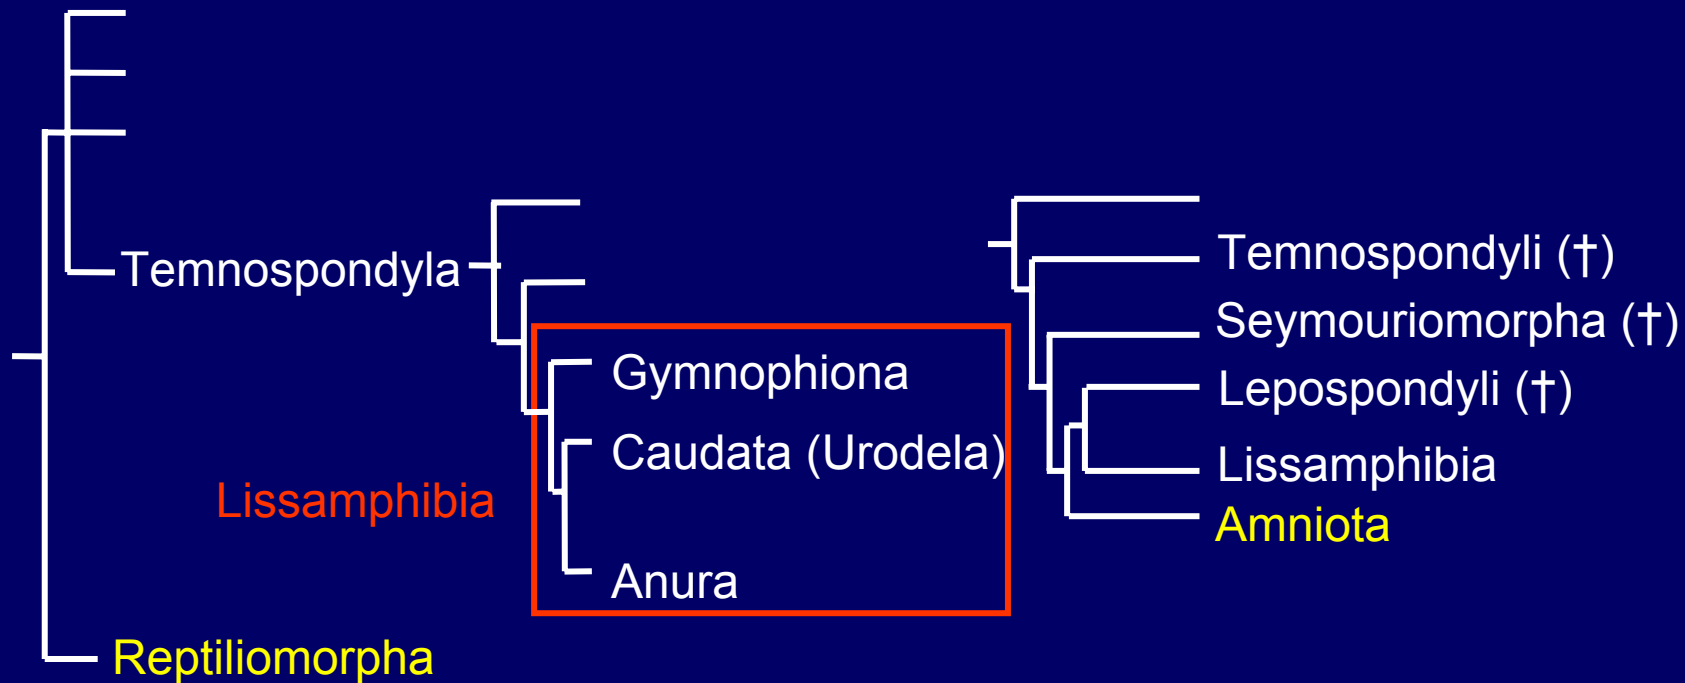 Temnospondyla
Gymnophiona
Caudata (Urodela)
Lissamphibia
Anura
Reptiliomorpha
Temnospondyli (†)
Seymouriomorpha (†)
Lepospondyli (†)
Lissamphibia
Amniota